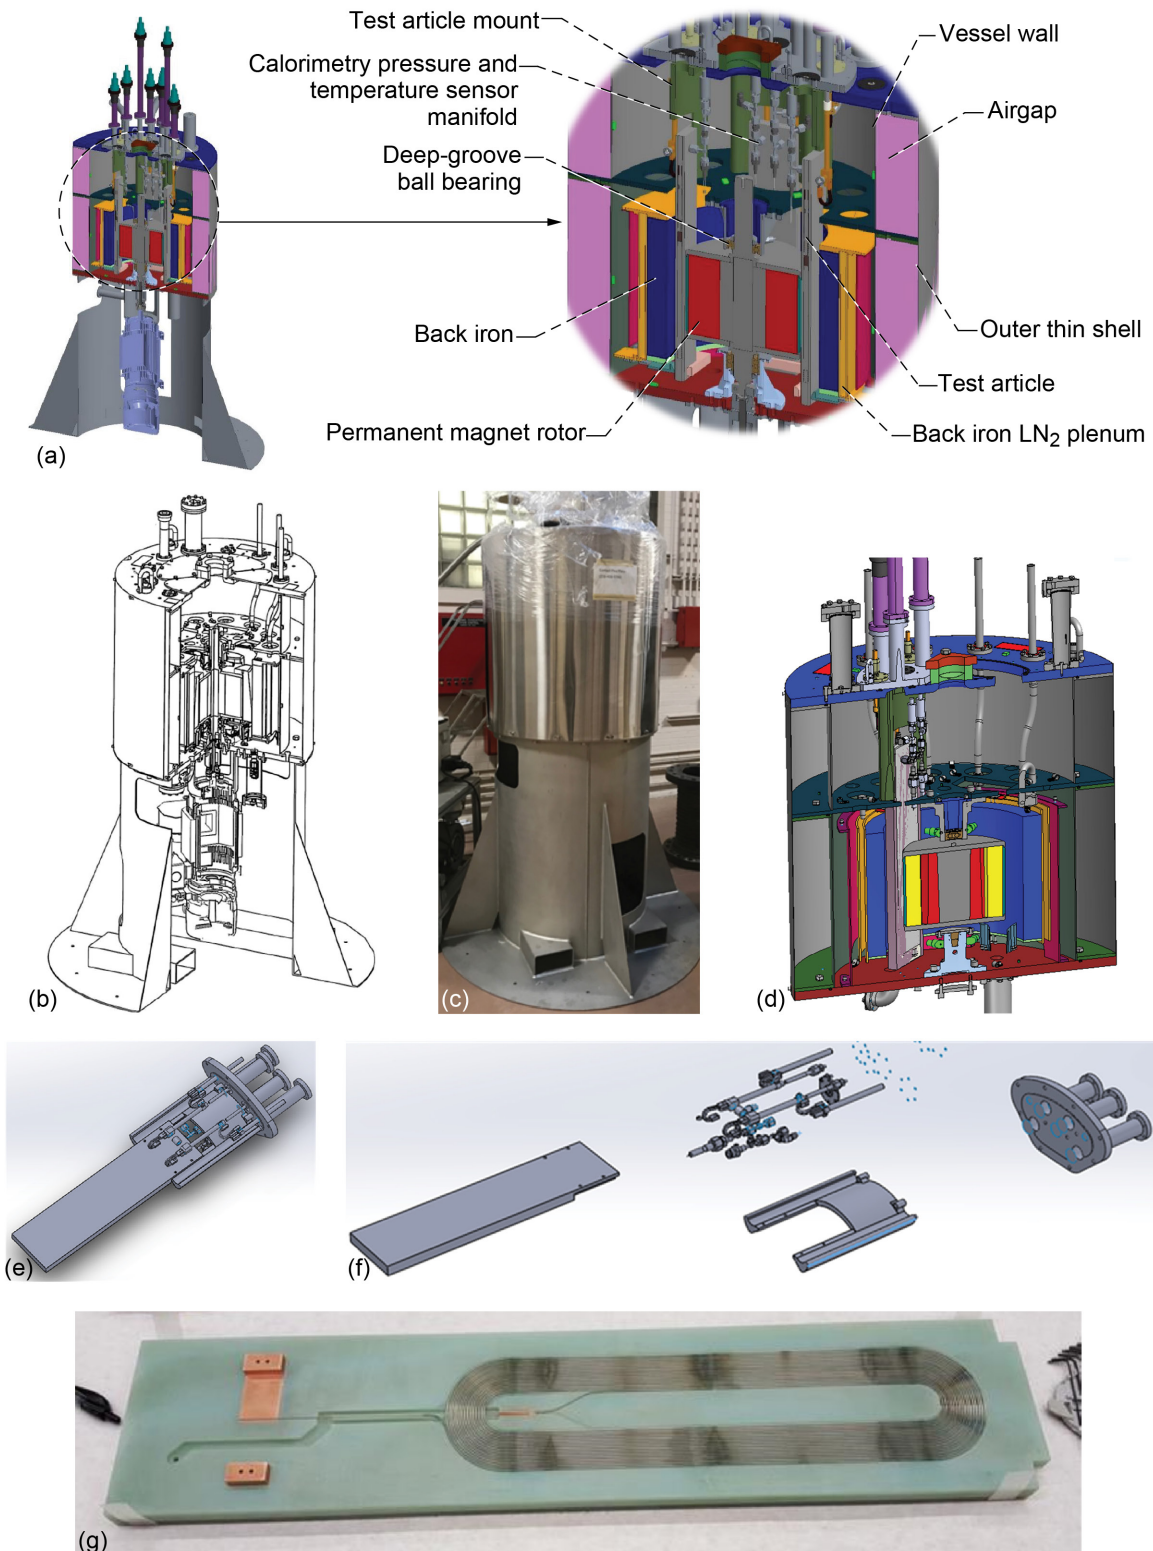 Test article mount
Calorimetry pressure and
temperature sensor
manifold
Deep-groove
ball bearing
Back iron
Permanent magnet rotor
Vessel wall
Airgap
Outer thin shell
Test article
Back iron LN₂ plenum
(a)
(b)
(c)
(d)
(e)
(f)
(g)